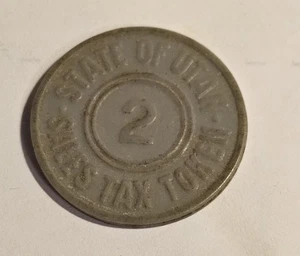 · STATE OF UTAH ·
2
SALES TAX TOKEN